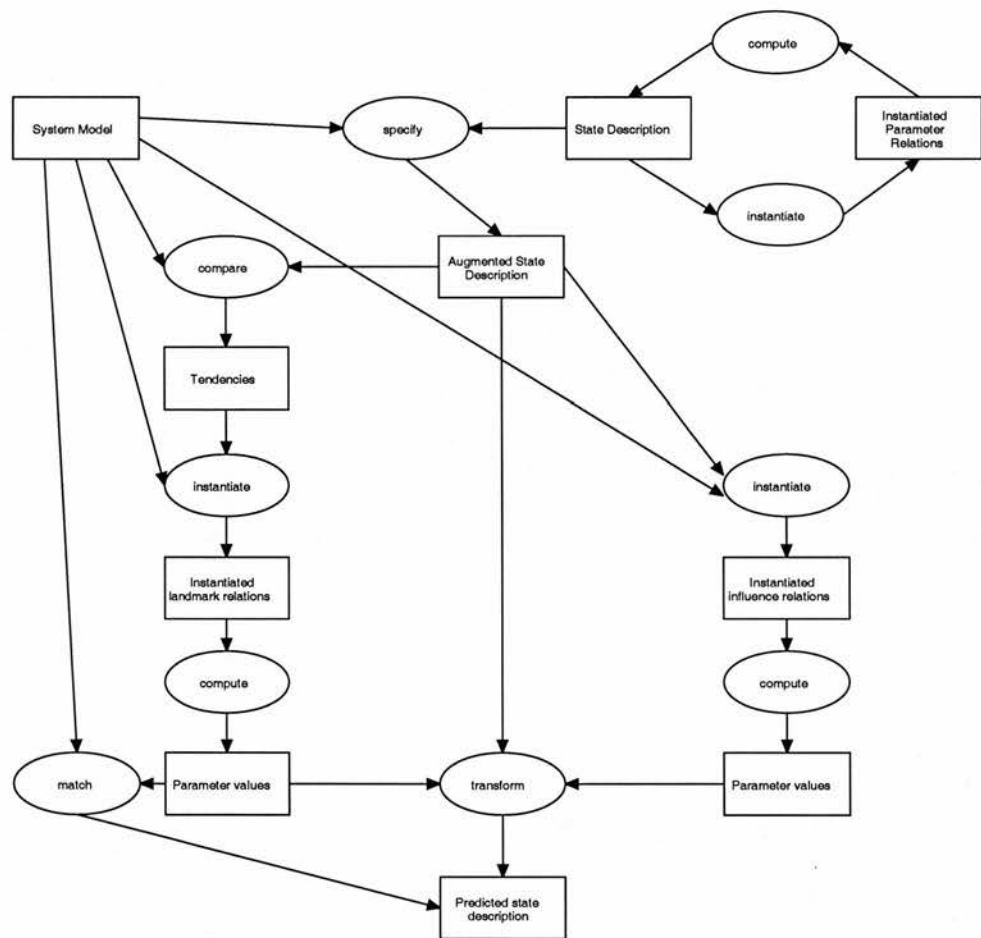 compute
System Model
specify
State Description
Instantiated
Parameter
Relations
instantiate
compare
Augmented State
Description
Tendencies
instantiate
instantiate
Instantiated
landmark relations
Instantiated
influence relations
compute
compute
match
Parameter values
transform
Parameter values
Predicted state
description